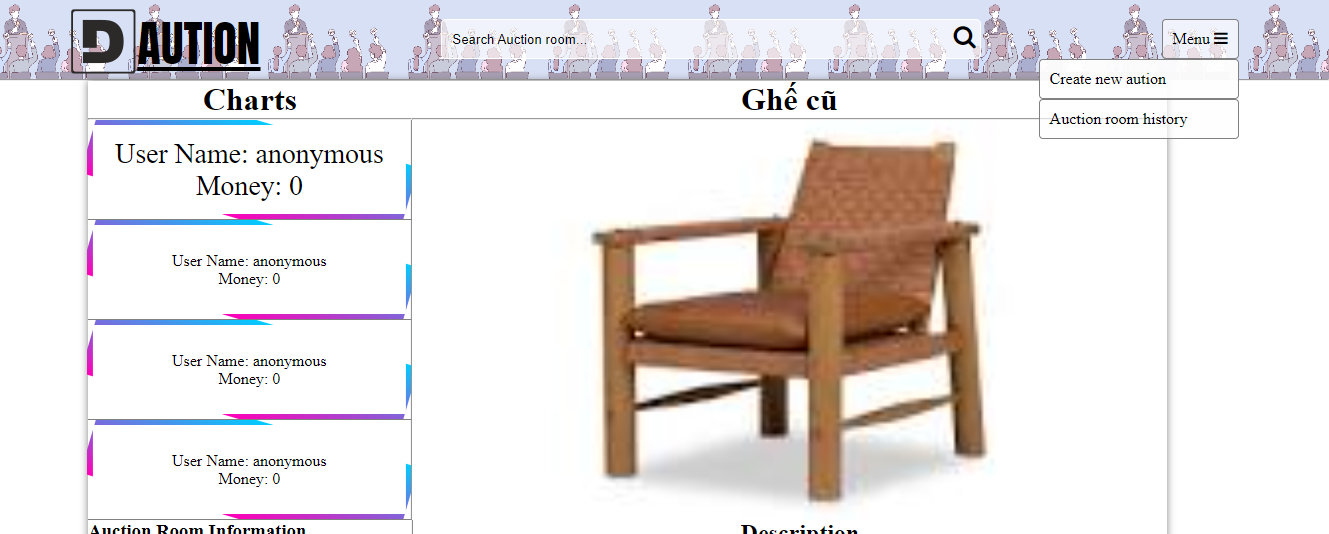 D AUTION
Search Auction room...
Menu
Create new aution
Auction room history
Charts
Ghế cũ
User Name: anonymous
Money: 0
User Name: anonymous
Money: 0
User Name: anonymous
Money: 0
User Name: anonymous
Money: 0
Auction Room Information
Description